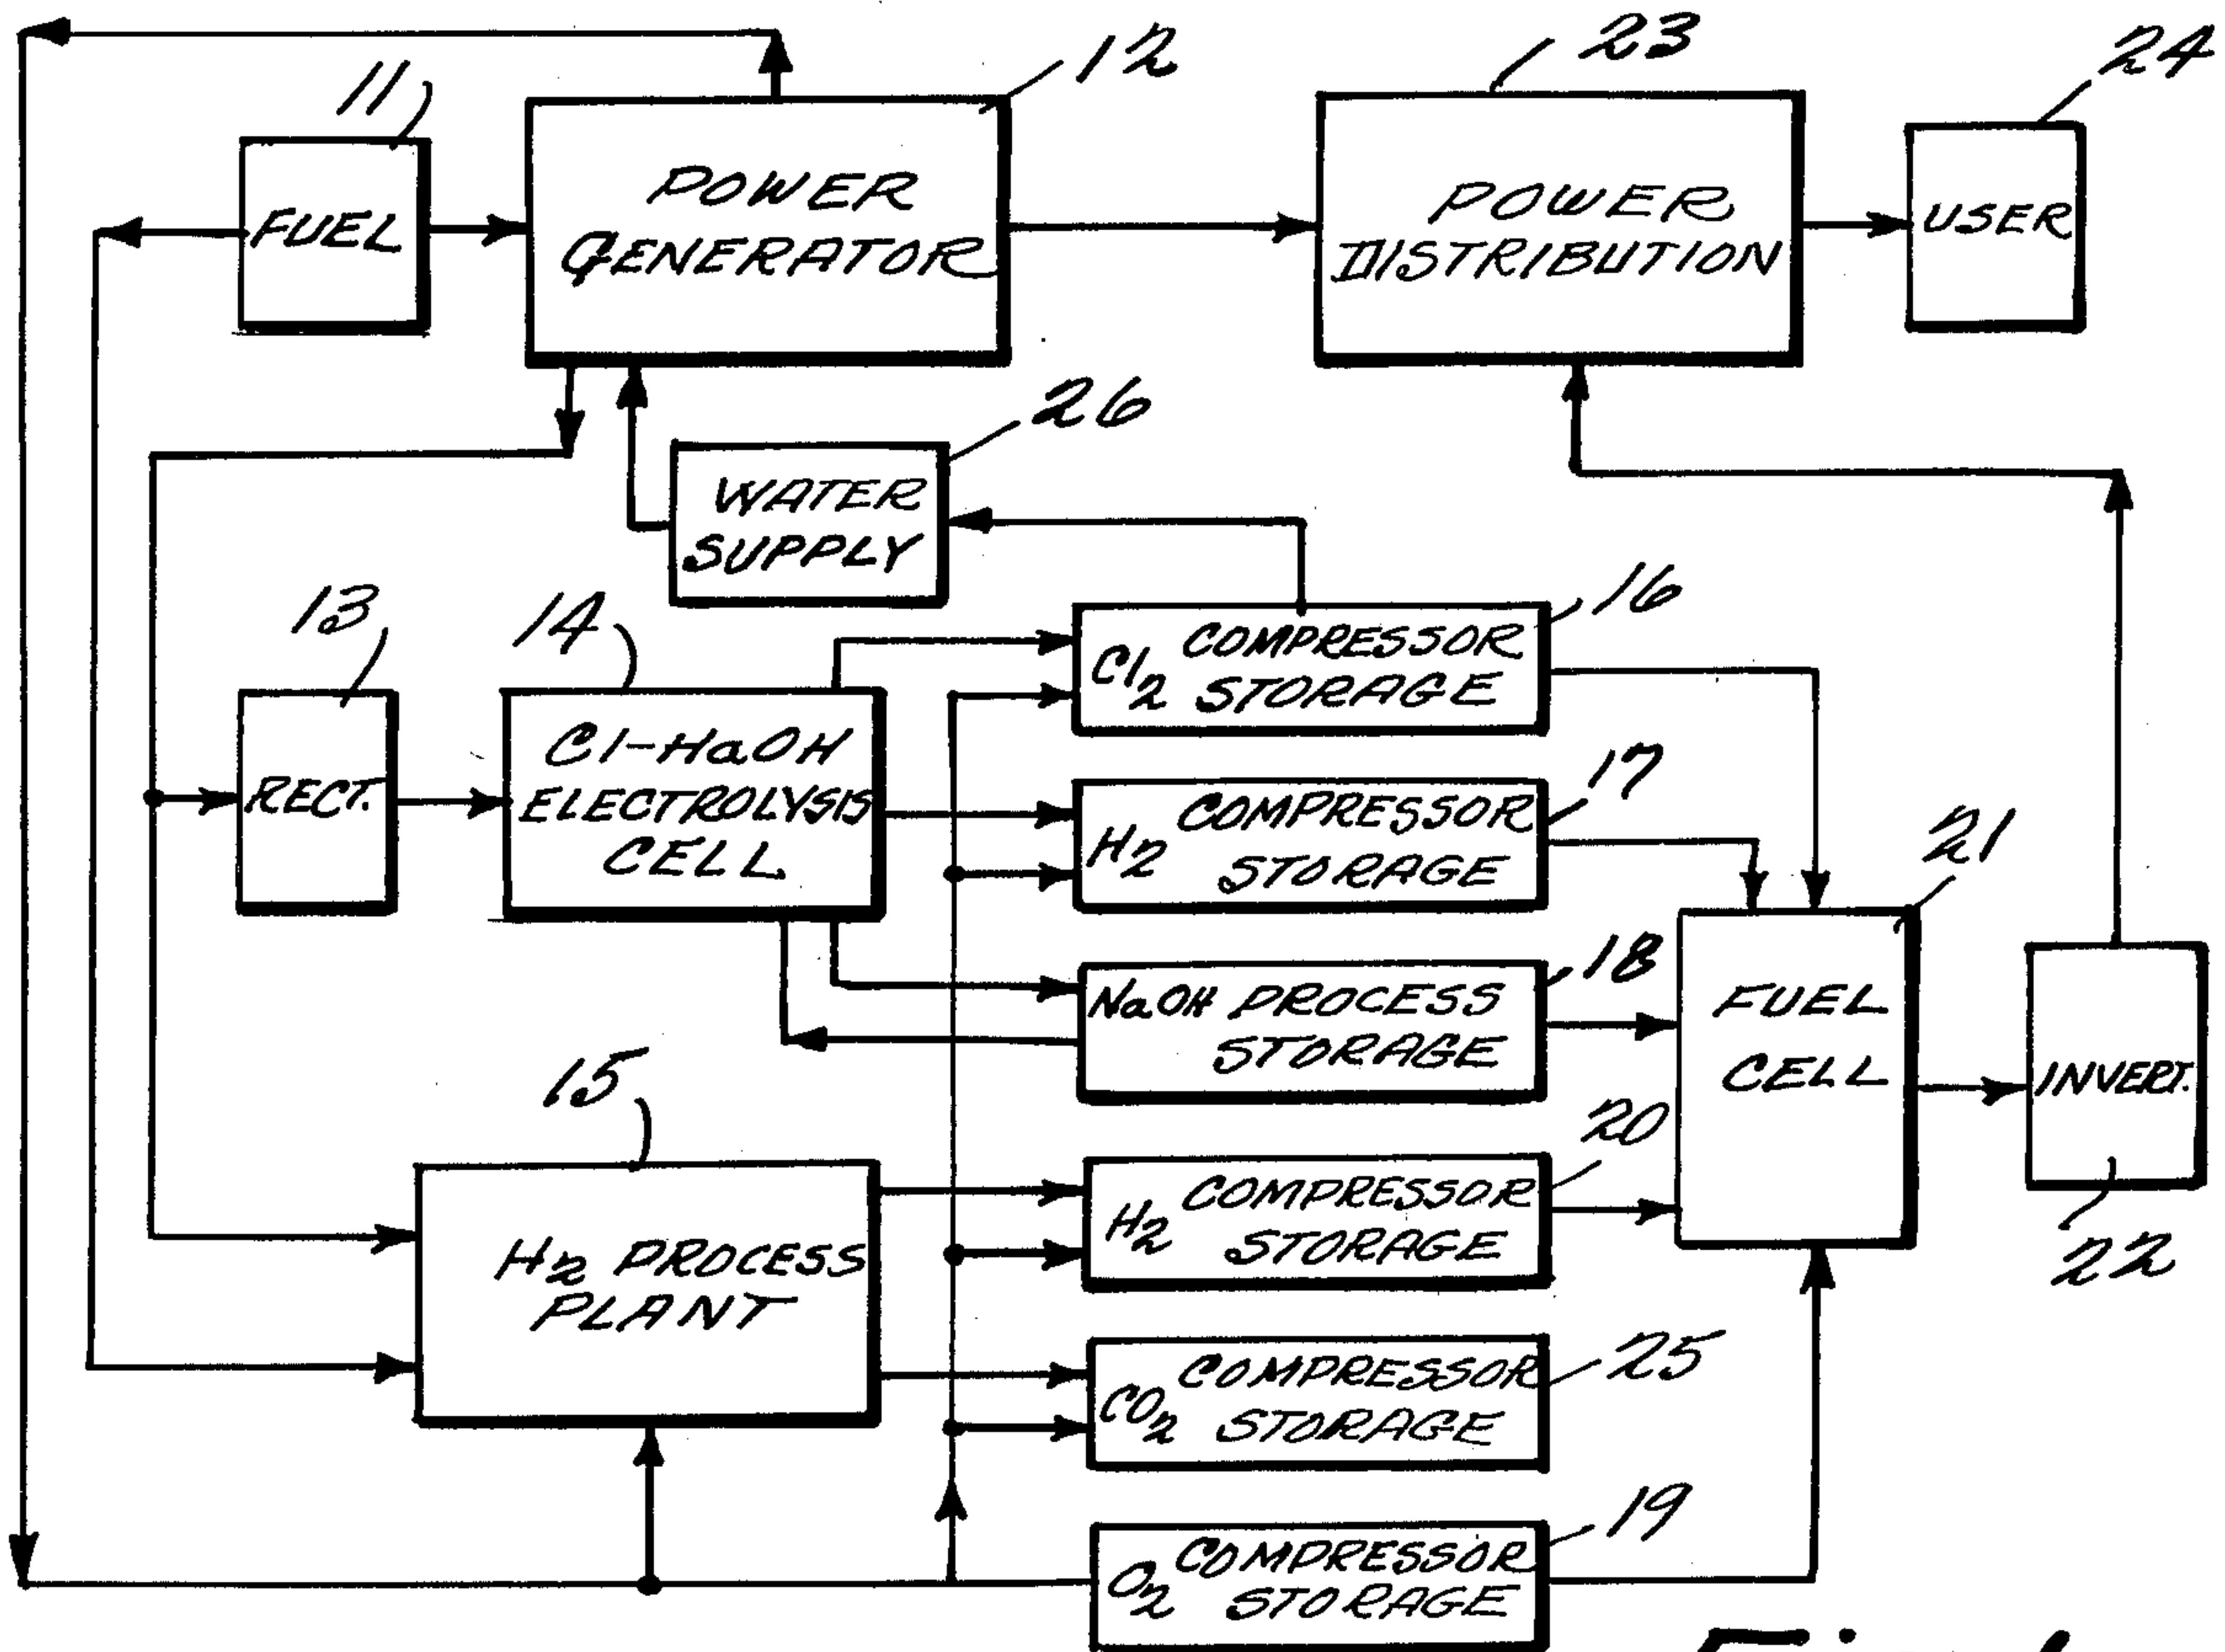 12
23
24
11
POWER
GENERATOR
POWER
DISTRIBUTION
USER
FUEL
26
WATER
SUPPLY
13
14
16
Cl2 COMPRESSOR
STORAGE
RECT.
Cl-HaOH
ELECTROLYSIS
CELL
17
H2 COMPRESSOR
STORAGE
21
18
NaOH PROCESS
STORAGE
FUEL
CELL
INVERT.
15
20
H2 COMPRESSOR
STORAGE
22
H2 PROCESS
PLANT
25
CO2 COMPRESSOR
STORAGE
19
O2 COMPRESSOR
STORAGE